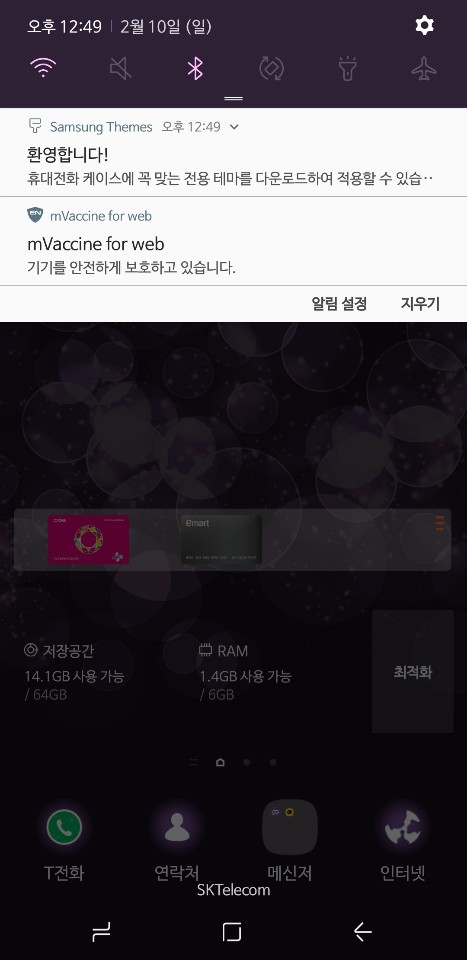 오후 12:49 | 2월 10일 (일)
Samsung Themes 오후 12:49
환영합니다!
휴대전화 케이스에 꼭 맞는 전용 테마를 다운로드하여 적용할 수 있습··
mVaccine for web
mVaccine for web
기기를 안전하게 보호하고 있습니다.
알림 설정 지우기
emart
저장공간
14.1GB 사용 가능
/ 64GB
RAM
1.4GB 사용 가능
/ 6GB
최적화
T전화 연락처 메신저 인터넷
SKTelecom